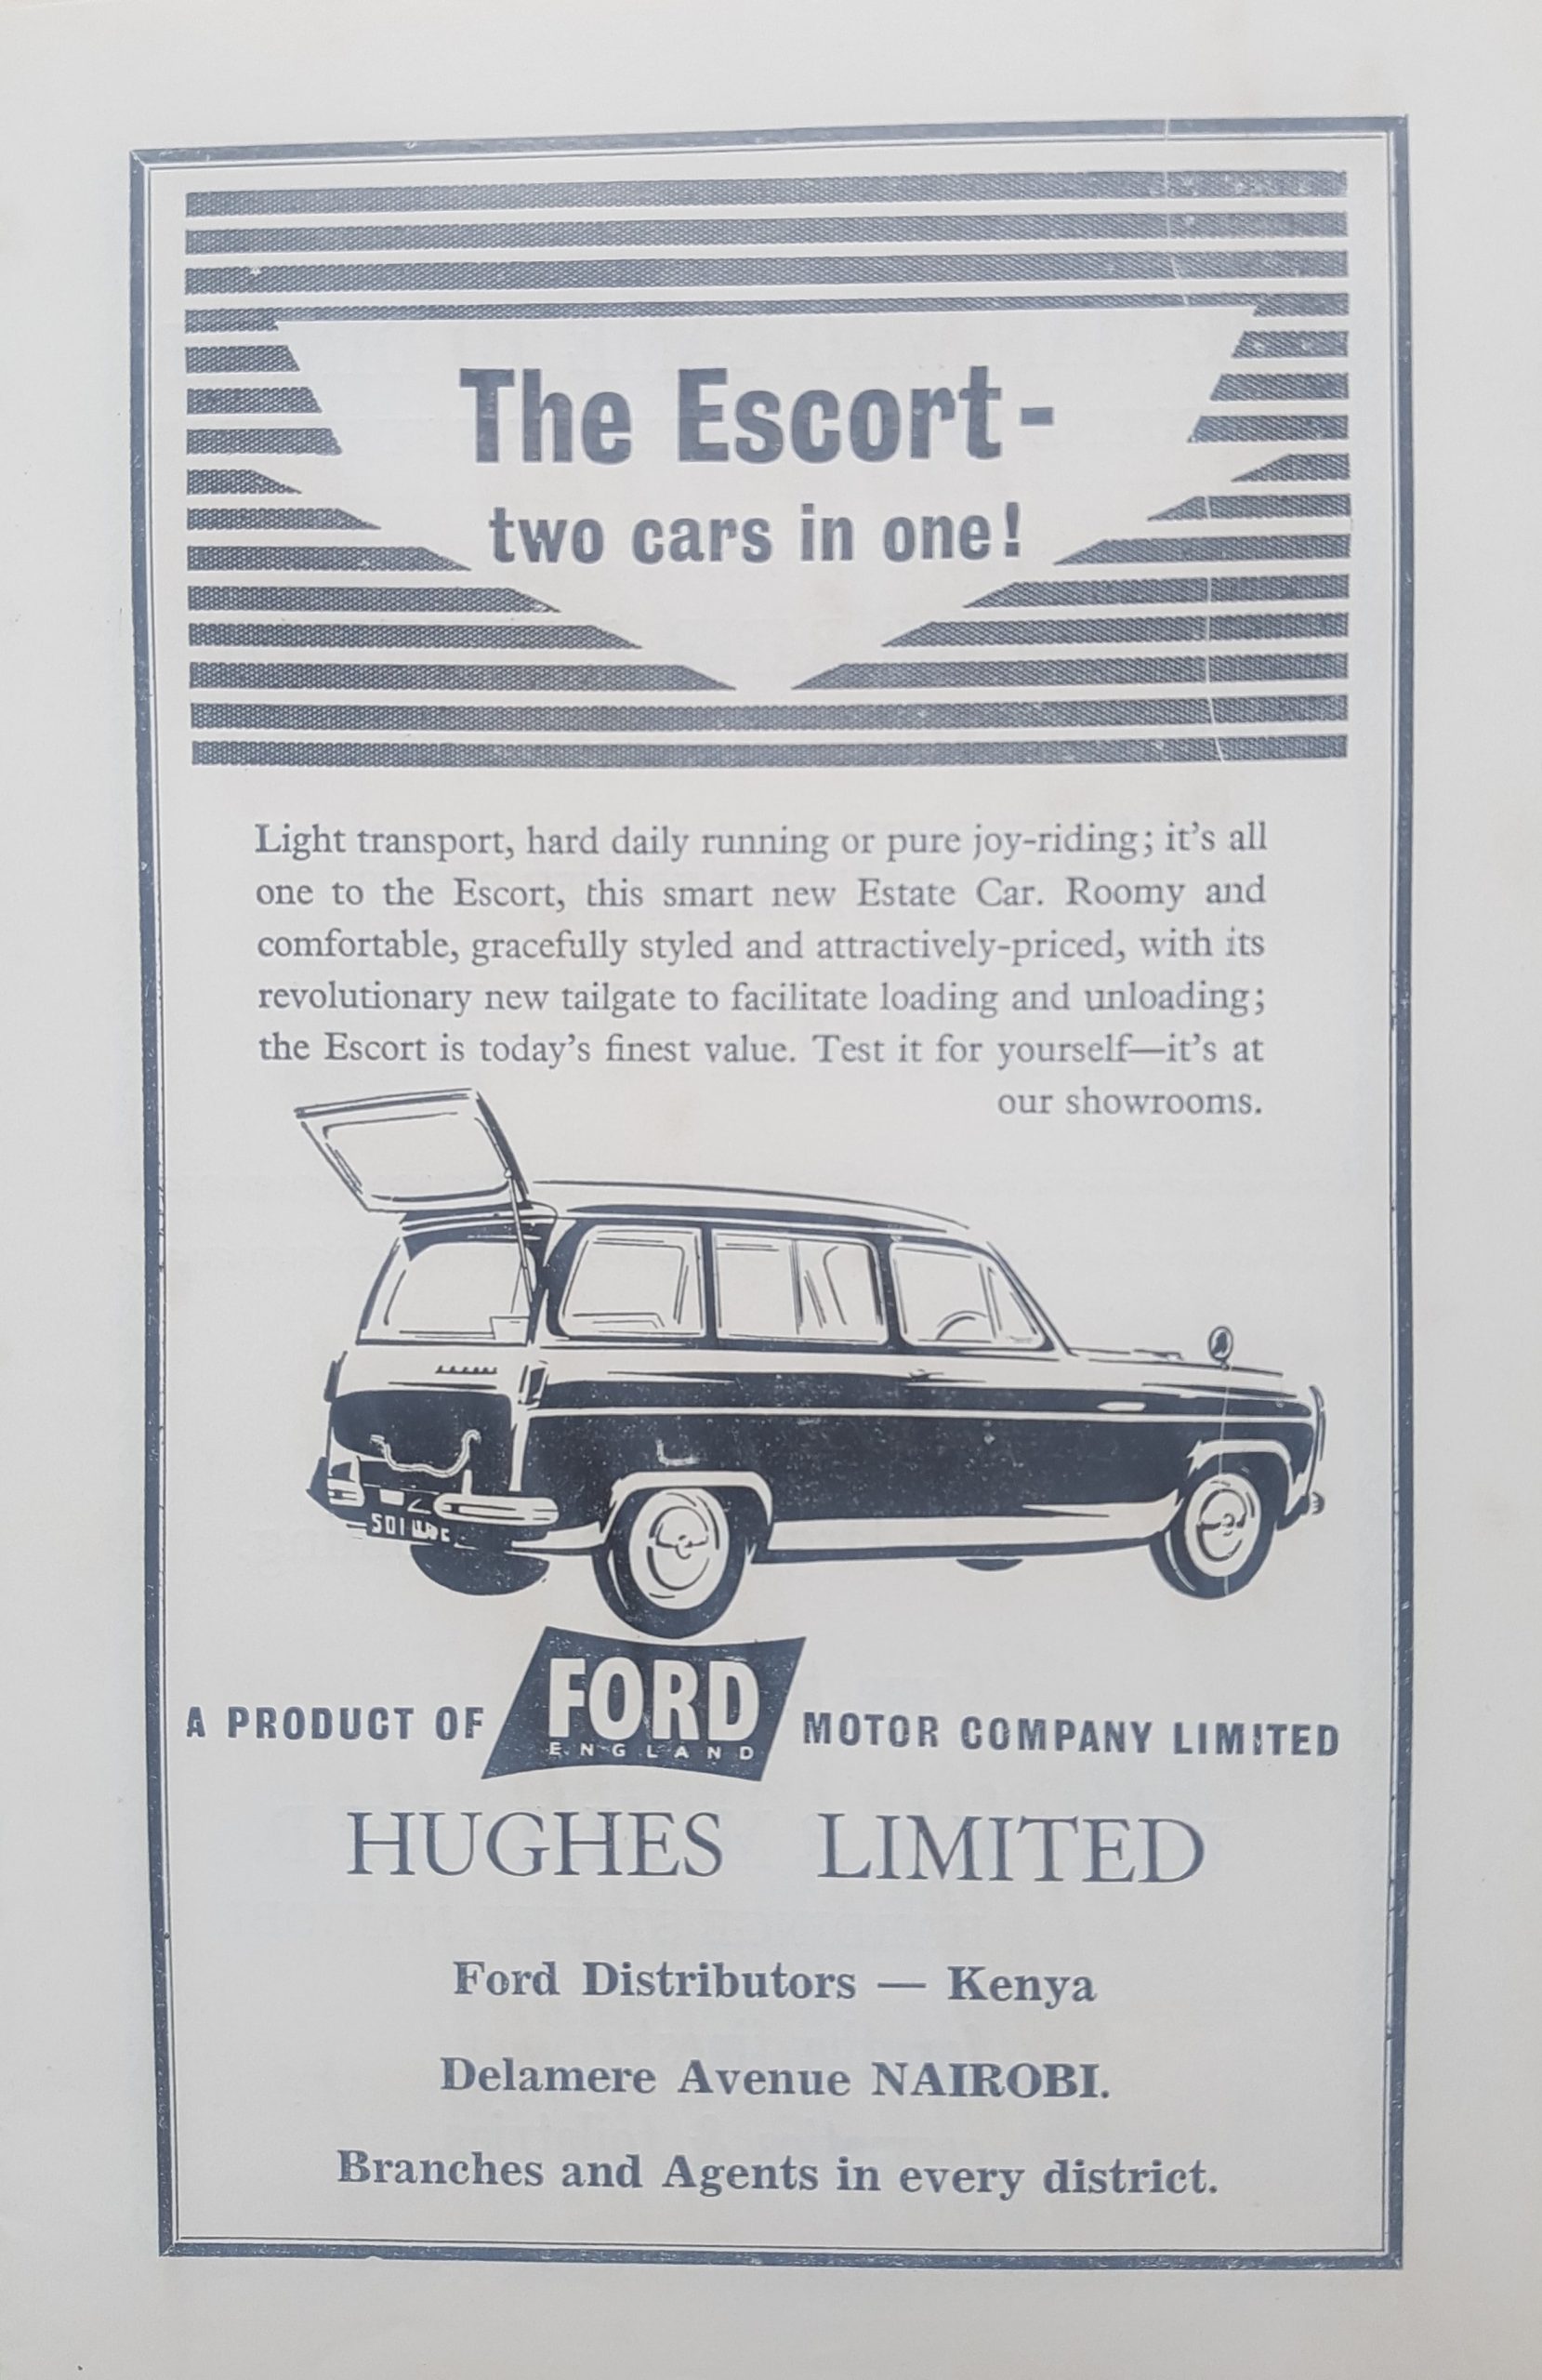 The Escort-
two cars in one!
Light transport, hard daily running or pure joy-riding; it's all
one to the Escort, this smart new Estate Car. Roomy and
comfortable, gracefully styled and attractively-priced, with its
revolutionary new tailgate to facilitate loading and unloading;
the Escort is today's finest value. Test it for yourself—it's at
our showrooms.
A PRODUCT OF FORD MOTOR COMPANY LIMITED
ENGLAND
HUGHES LIMITED
Ford Distributors — Kenya
Delamere Avenue NAIROBI.
Branches and Agents in every district.